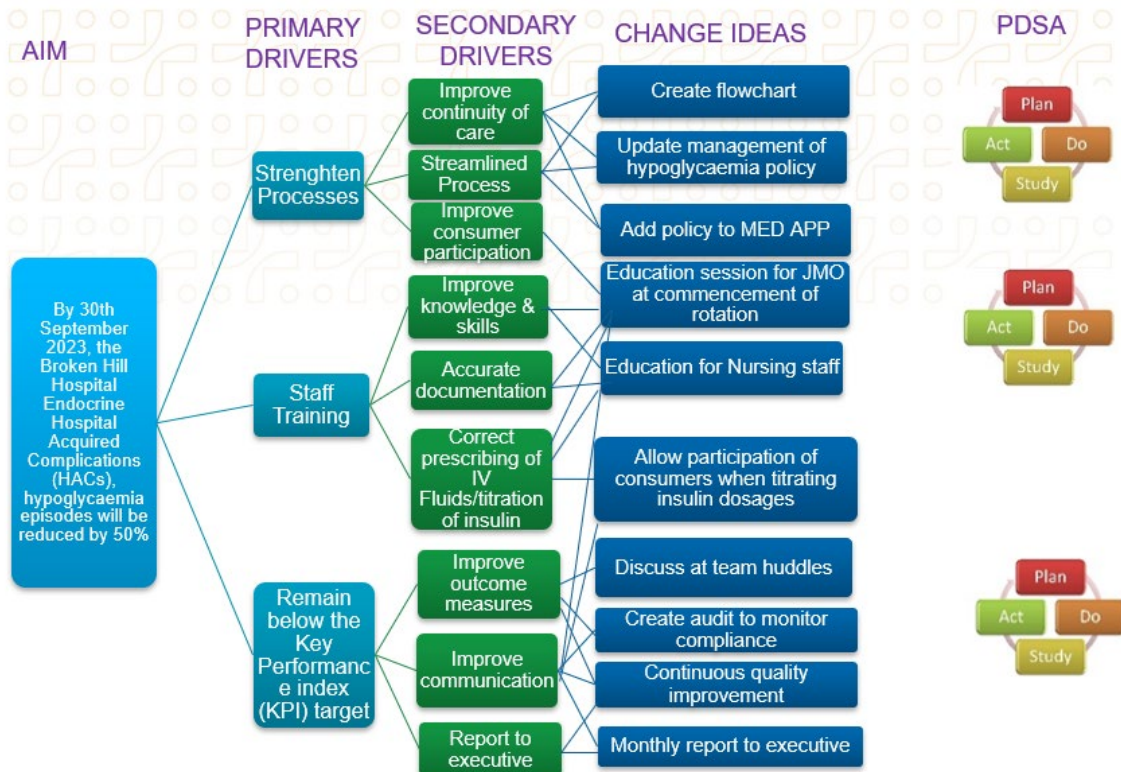 AIM
PRIMARY
DRIVERS
SECONDARY
DRIVERS
CHANGE IDEAS
PDSA
By 30th
September
2023, the
Broken Hill
Hospital
Endocrine
Hospital
Acquired
Complications
(HACs),
hypoglycaemia
episodes will be
reduced by 50%
Strenghten
Processes
Staff
Training
Remain
below the
Key
Performanc
e index
(KPI) target
Improve
continuity of
care
Streamlined
Process
Improve
consumer
participation
Improve
knowledge & skills
Accurate
documentation
Correct
prescribing of
IV
Fluids/titration
of insulin
Improve
outcome
measures
Improve
communication
Report to
executive
Create flowchart
Update management of
hypoglycaemia policy
Add policy to MED APP
Education session for JMO
at commencement of
rotation
Education for Nursing staff
Allow participation of
consumers when titrating
insulin dosages
Discuss at team huddles
Create audit to monitor
compliance
Continuous quality
improvement
Monthly report to executive
Plan
Act
Do
Study
Plan
Act
Do
Study
Plan
Act
Do
Study